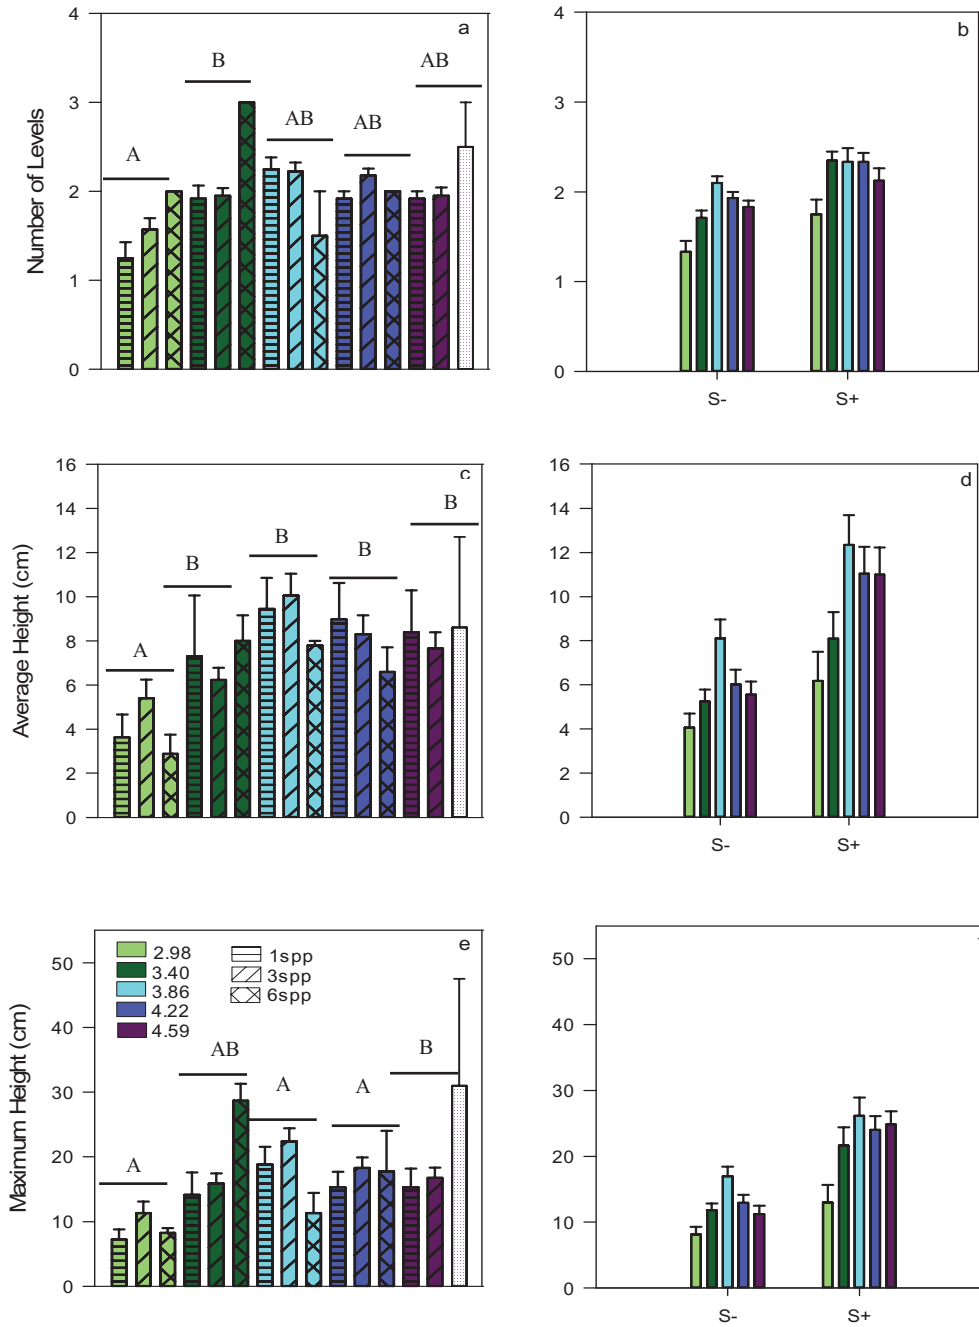 a
b
4
3
2
1
0
Number of Levels
A
B
AB
AB
AB
4
3
2
1
0
S-
S+
c
d
16
14
12
10
8
6
4
2
0
Average Height (cm)
A
B
B
B
B
16
14
12
10
8
6
4
2
0
S-
S+
e
50
40
30
20
10
0
Maximum Height (cm)
2.98
3.40
3.86
4.22
4.59
1spp
3spp
6spp
A
AB
A
A
B
50
40
30
20
10
0
S-
S+